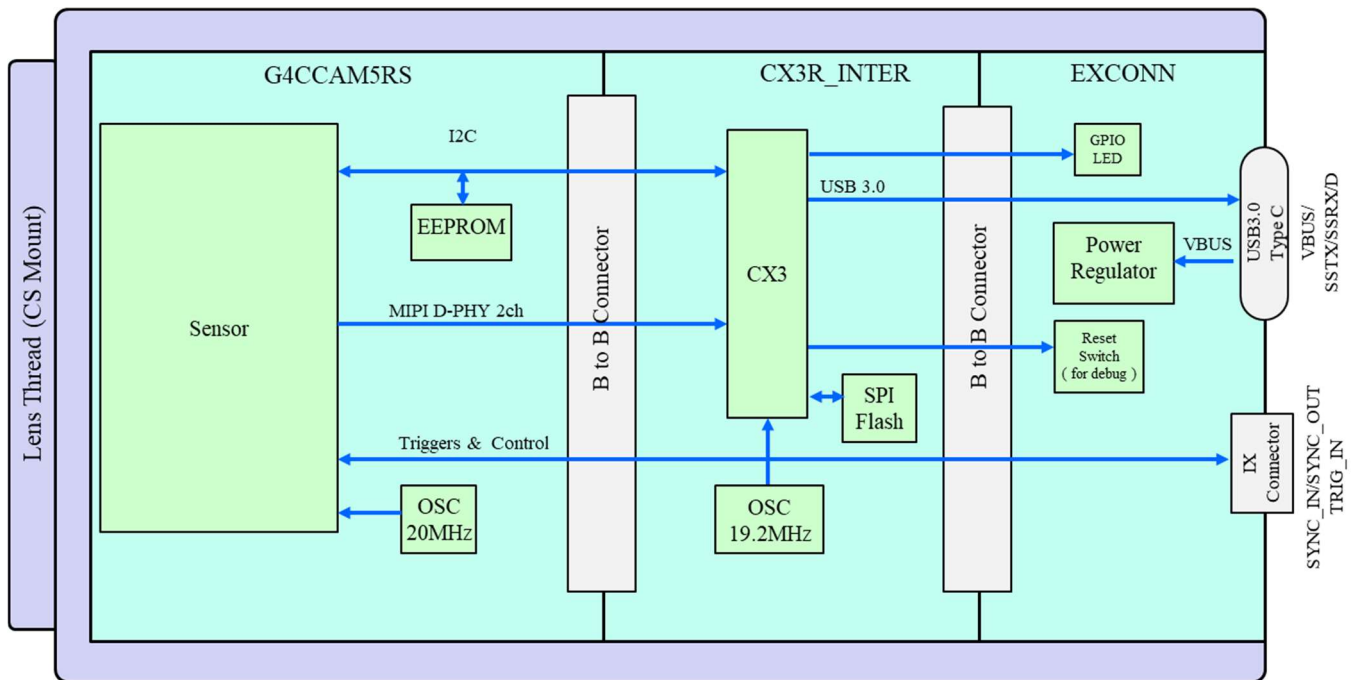 G4CCAM5RS
CX3R_INTER
EXCONN
Lens Thread (CS Mount)
Sensor
I2C
EEPROM
MIPI D-PHY 2ch
Triggers & Control
OSC
20MHz
B to B Connector
CX3
USB 3.0
SPI
Flash
OSC
19.2MHz
B to B Connector
GPIO
LED
Power
Regulator
VBUS
Reset
Switch
( for debug )
USB3.0
Type C
VBUS/
SSTX/SSRX/D
IX
Connector
SYNC_IN/SYNC_OUT
TRIG_IN